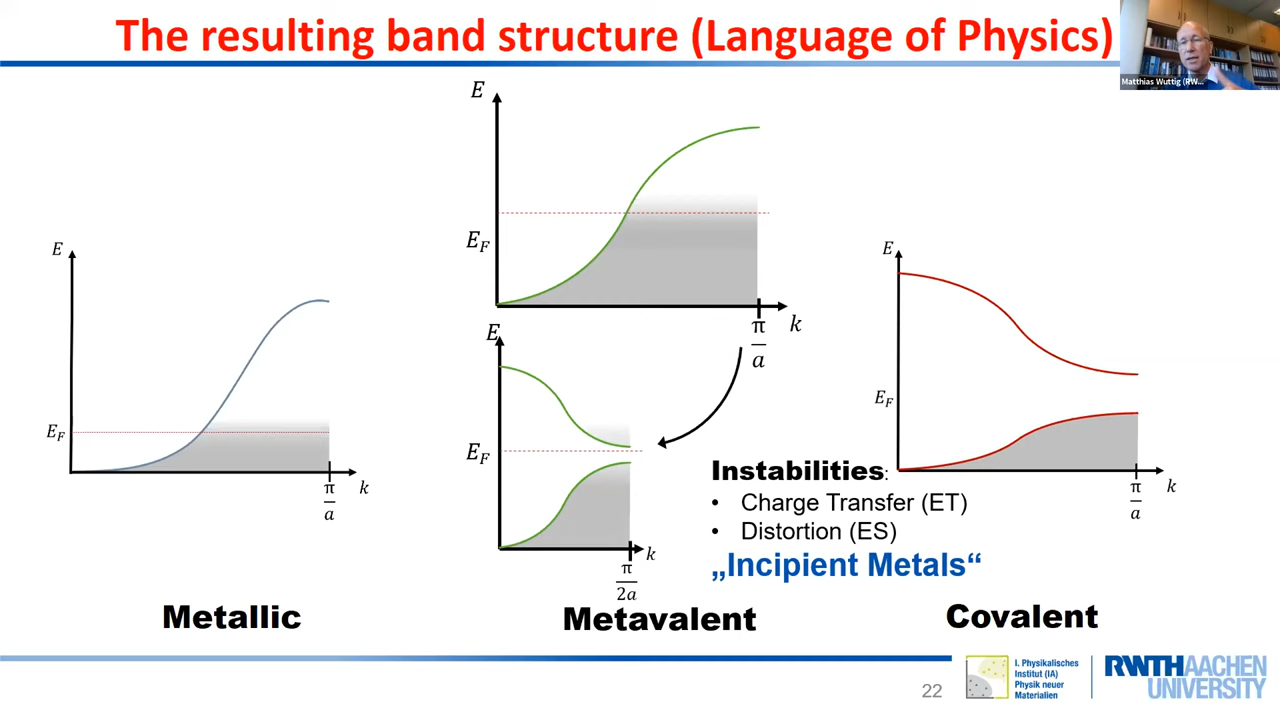 The resulting band structure (Language of Physics)
Matthias Wuttig (RW...
E
E_F
π
a
k
E
E_F
π
a
k
E
E_F
π
2a
k
E
E_F
π
a
k
Instabilities:
• Charge Transfer (ET)
• Distortion (ES)
„Incipient Metals“
Metallic
Metavalent
Covalent
22
I. Physikalisches
Institut (IA)
Physik neuer
Materialien
RWTH AACHEN
UNIVERSITY